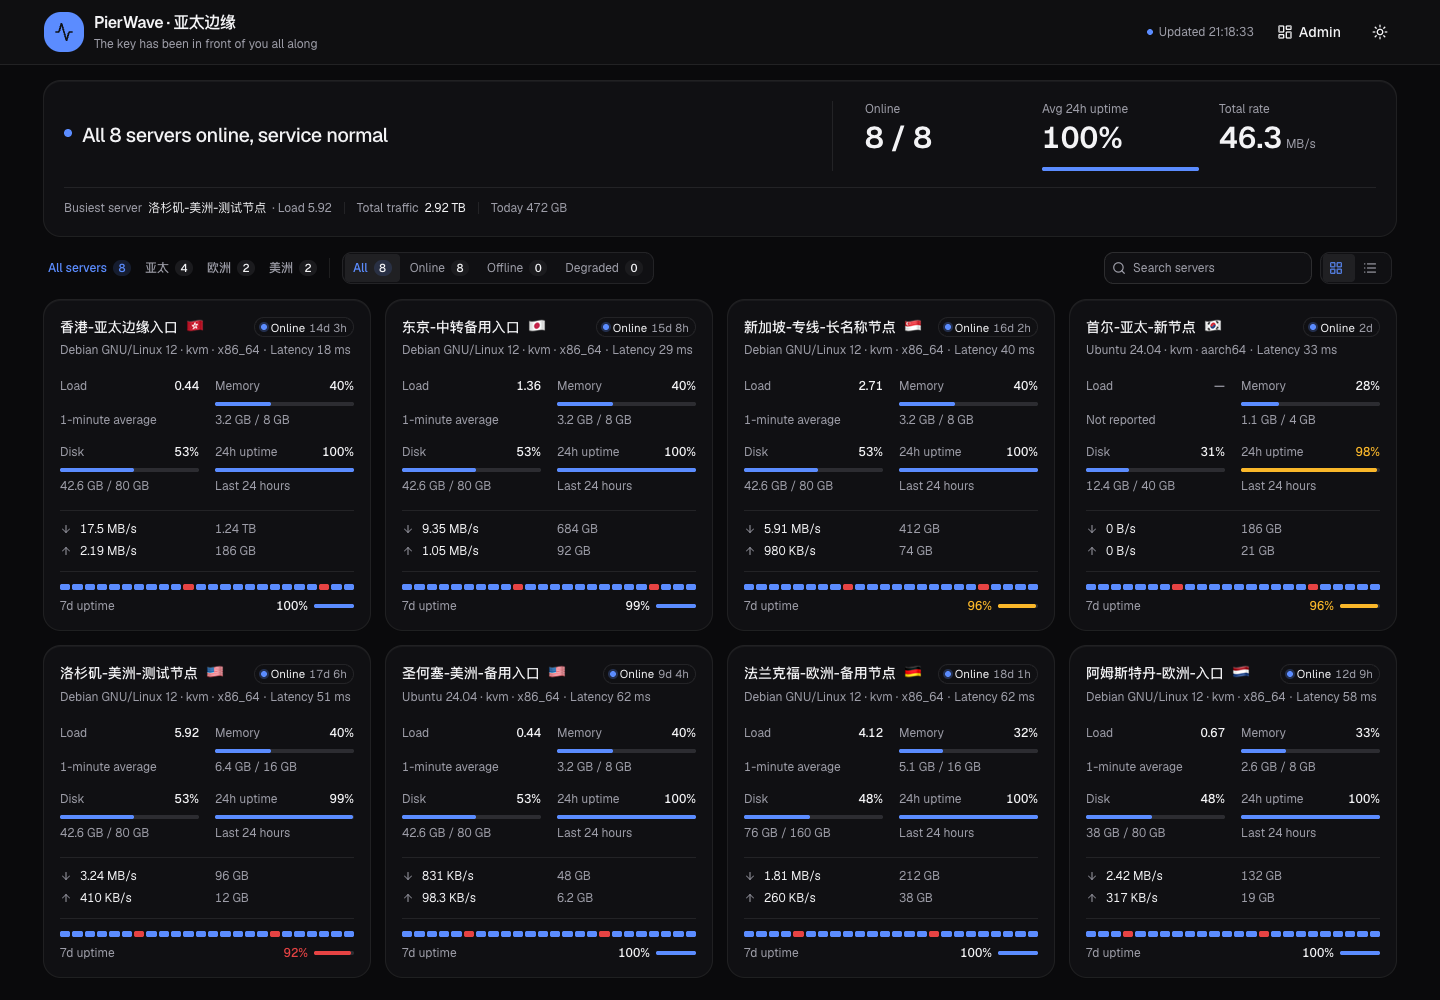 PierWave · 亚太边缘
The key has been in front of you all along
Updated 21:18:33
Admin
All 8 servers online, service normal
Online
8 / 8
Avg 24h uptime
100%
Total rate
46.3 MB/s
Busiest server 洛杉矶-美洲-测试节点 · Load 5.92
Total traffic 2.92 TB
Today 472 GB
All servers 8 亚太 4 欧洲 2 美洲 2
All 8 Online 8 Offline 0 Degraded 0
Search servers
香港-亚太边缘入口 Online 14d 3h
Debian GNU/Linux 12 · kvm · x86_64 · Latency 18 ms
Load 0.44 Memory 40%
1-minute average 3.2 GB / 8 GB
Disk 53% 24h uptime 100%
42.6 GB / 80 GB Last 24 hours
↓ 17.5 MB/s 1.24 TB
↑ 2.19 MB/s 186 GB
7d uptime 100%
东京-中转备用入口 Online 15d 8h
Debian GNU/Linux 12 · kvm · x86_64 · Latency 29 ms
Load 1.36 Memory 40%
1-minute average 3.2 GB / 8 GB
Disk 53% 24h uptime 100%
42.6 GB / 80 GB Last 24 hours
↓ 9.35 MB/s 684 GB
↑ 1.05 MB/s 92 GB
7d uptime 99%
新加坡-专线-长名称节点 Online 16d 2h
Debian GNU/Linux 12 · kvm · x86_64 · Latency 40 ms
Load 2.71 Memory 40%
1-minute average 3.2 GB / 8 GB
Disk 53% 24h uptime 100%
42.6 GB / 80 GB Last 24 hours
↓ 5.91 MB/s 412 GB
↑ 980 KB/s 74 GB
7d uptime 96%
首尔-亚太-新节点 Online 2d
Ubuntu 24.04 · kvm · aarch64 · Latency 33 ms
Load — Memory 28%
Not reported 1.1 GB / 4 GB
Disk 31% 24h uptime 98%
12.4 GB / 40 GB Last 24 hours
↓ 0 B/s 186 GB
↑ 0 B/s 21 GB
7d uptime 96%
洛杉矶-美洲-测试节点 Online 17d 6h
Debian GNU/Linux 12 · kvm · x86_64 · Latency 51 ms
Load 5.92 Memory 40%
1-minute average 6.4 GB / 16 GB
Disk 53% 24h uptime 99%
42.6 GB / 80 GB Last 24 hours
↓ 3.24 MB/s 96 GB
↑ 410 KB/s 12 GB
7d uptime 92%
圣何塞-美洲-备用入口 Online 9d 4h
Ubuntu 24.04 · kvm · x86_64 · Latency 62 ms
Load 0.44 Memory 40%
1-minute average 3.2 GB / 8 GB
Disk 53% 24h uptime 100%
42.6 GB / 80 GB Last 24 hours
↓ 831 KB/s 48 GB
↑ 98.3 KB/s 6.2 GB
7d uptime 100%
法兰克福-欧洲-备用节点 Online 18d 1h
Debian GNU/Linux 12 · kvm · x86_64 · Latency 62 ms
Load 4.12 Memory 32%
1-minute average 5.1 GB / 16 GB
Disk 48% 24h uptime 100%
76 GB / 160 GB Last 24 hours
↓ 1.81 MB/s 212 GB
↑ 260 KB/s 38 GB
7d uptime 100%
阿姆斯特丹-欧洲-入口 Online 12d 9h
Debian GNU/Linux 12 · kvm · x86_64 · Latency 58 ms
Load 0.67 Memory 33%
1-minute average 2.6 GB / 8 GB
Disk 48% 24h uptime 100%
38 GB / 80 GB Last 24 hours
↓ 2.42 MB/s 132 GB
↑ 317 KB/s 19 GB
7d uptime 100%